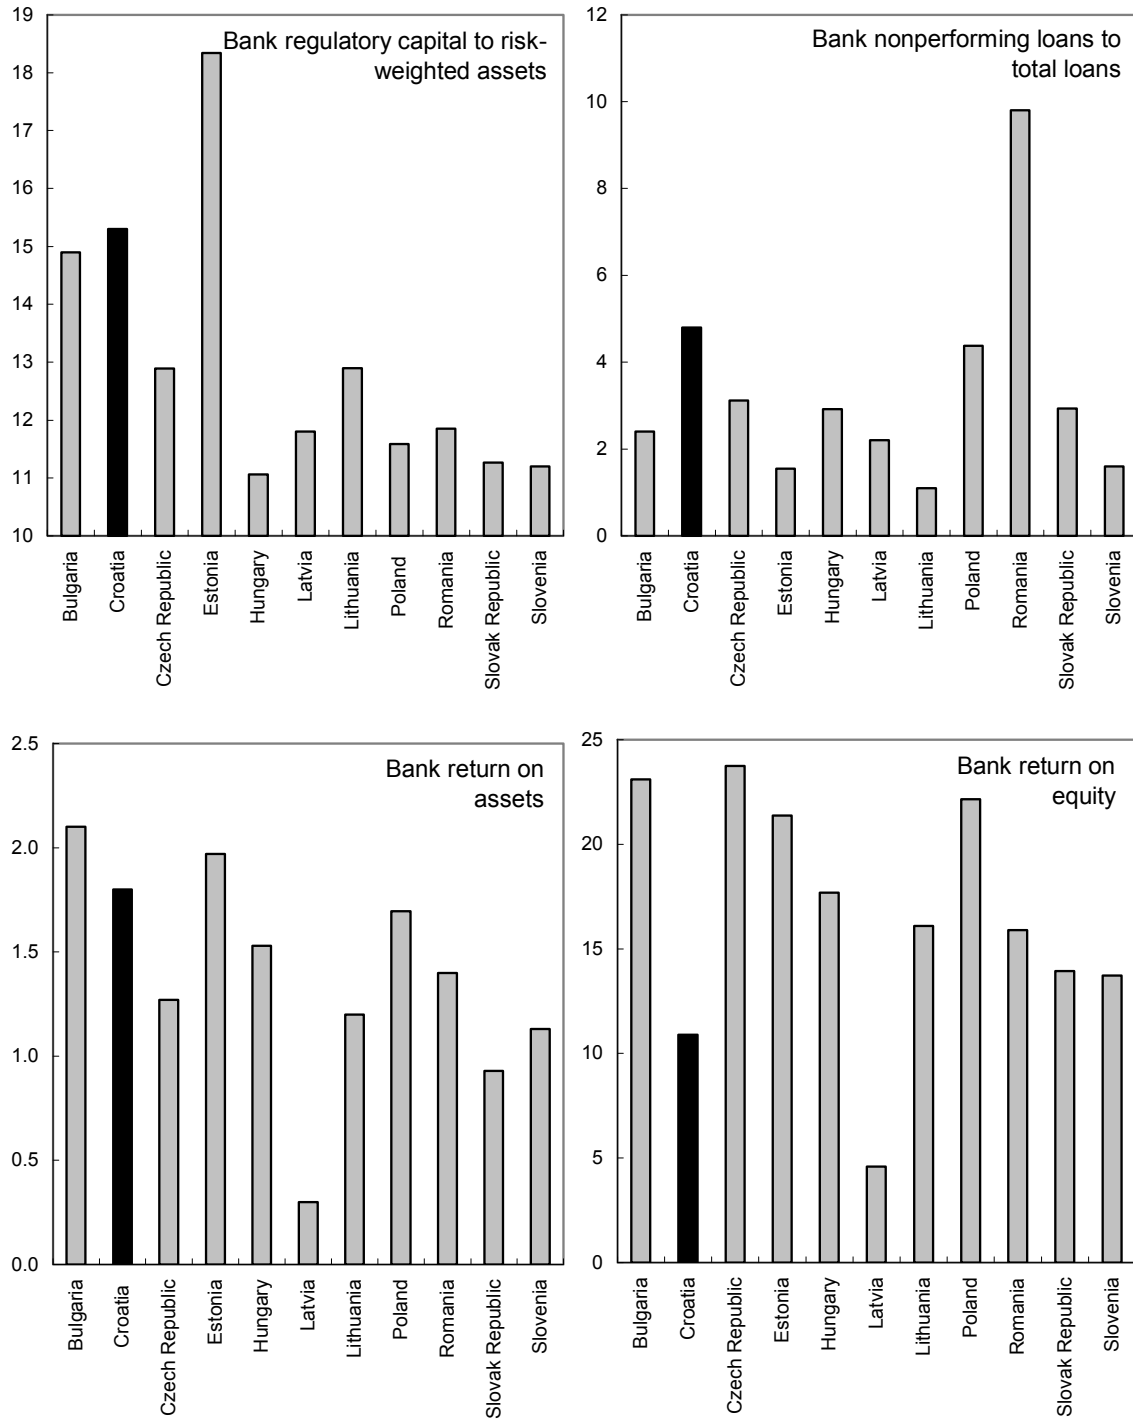 Bank regulatory capital to risk-
weighted assets
19
18
17
16
15
14
13
12
11
10
Bulgaria
Croatia
Czech Republic
Estonia
Hungary
Latvia
Lithuania
Poland
Romania
Slovak Republic
Slovenia
Bank nonperforming loans to
total loans
12
10
8
6
4
2
0
Bulgaria
Croatia
Czech Republic
Estonia
Hungary
Latvia
Lithuania
Poland
Romania
Slovak Republic
Slovenia
Bank return on
assets
2.5
2.0
1.5
1.0
0.5
0.0
Bulgaria
Croatia
Czech Republic
Estonia
Hungary
Latvia
Lithuania
Poland
Romania
Slovak Republic
Slovenia
Bank return on
equity
25
20
15
10
5
0
Bulgaria
Croatia
Czech Republic
Estonia
Hungary
Latvia
Lithuania
Poland
Romania
Slovak Republic
Slovenia